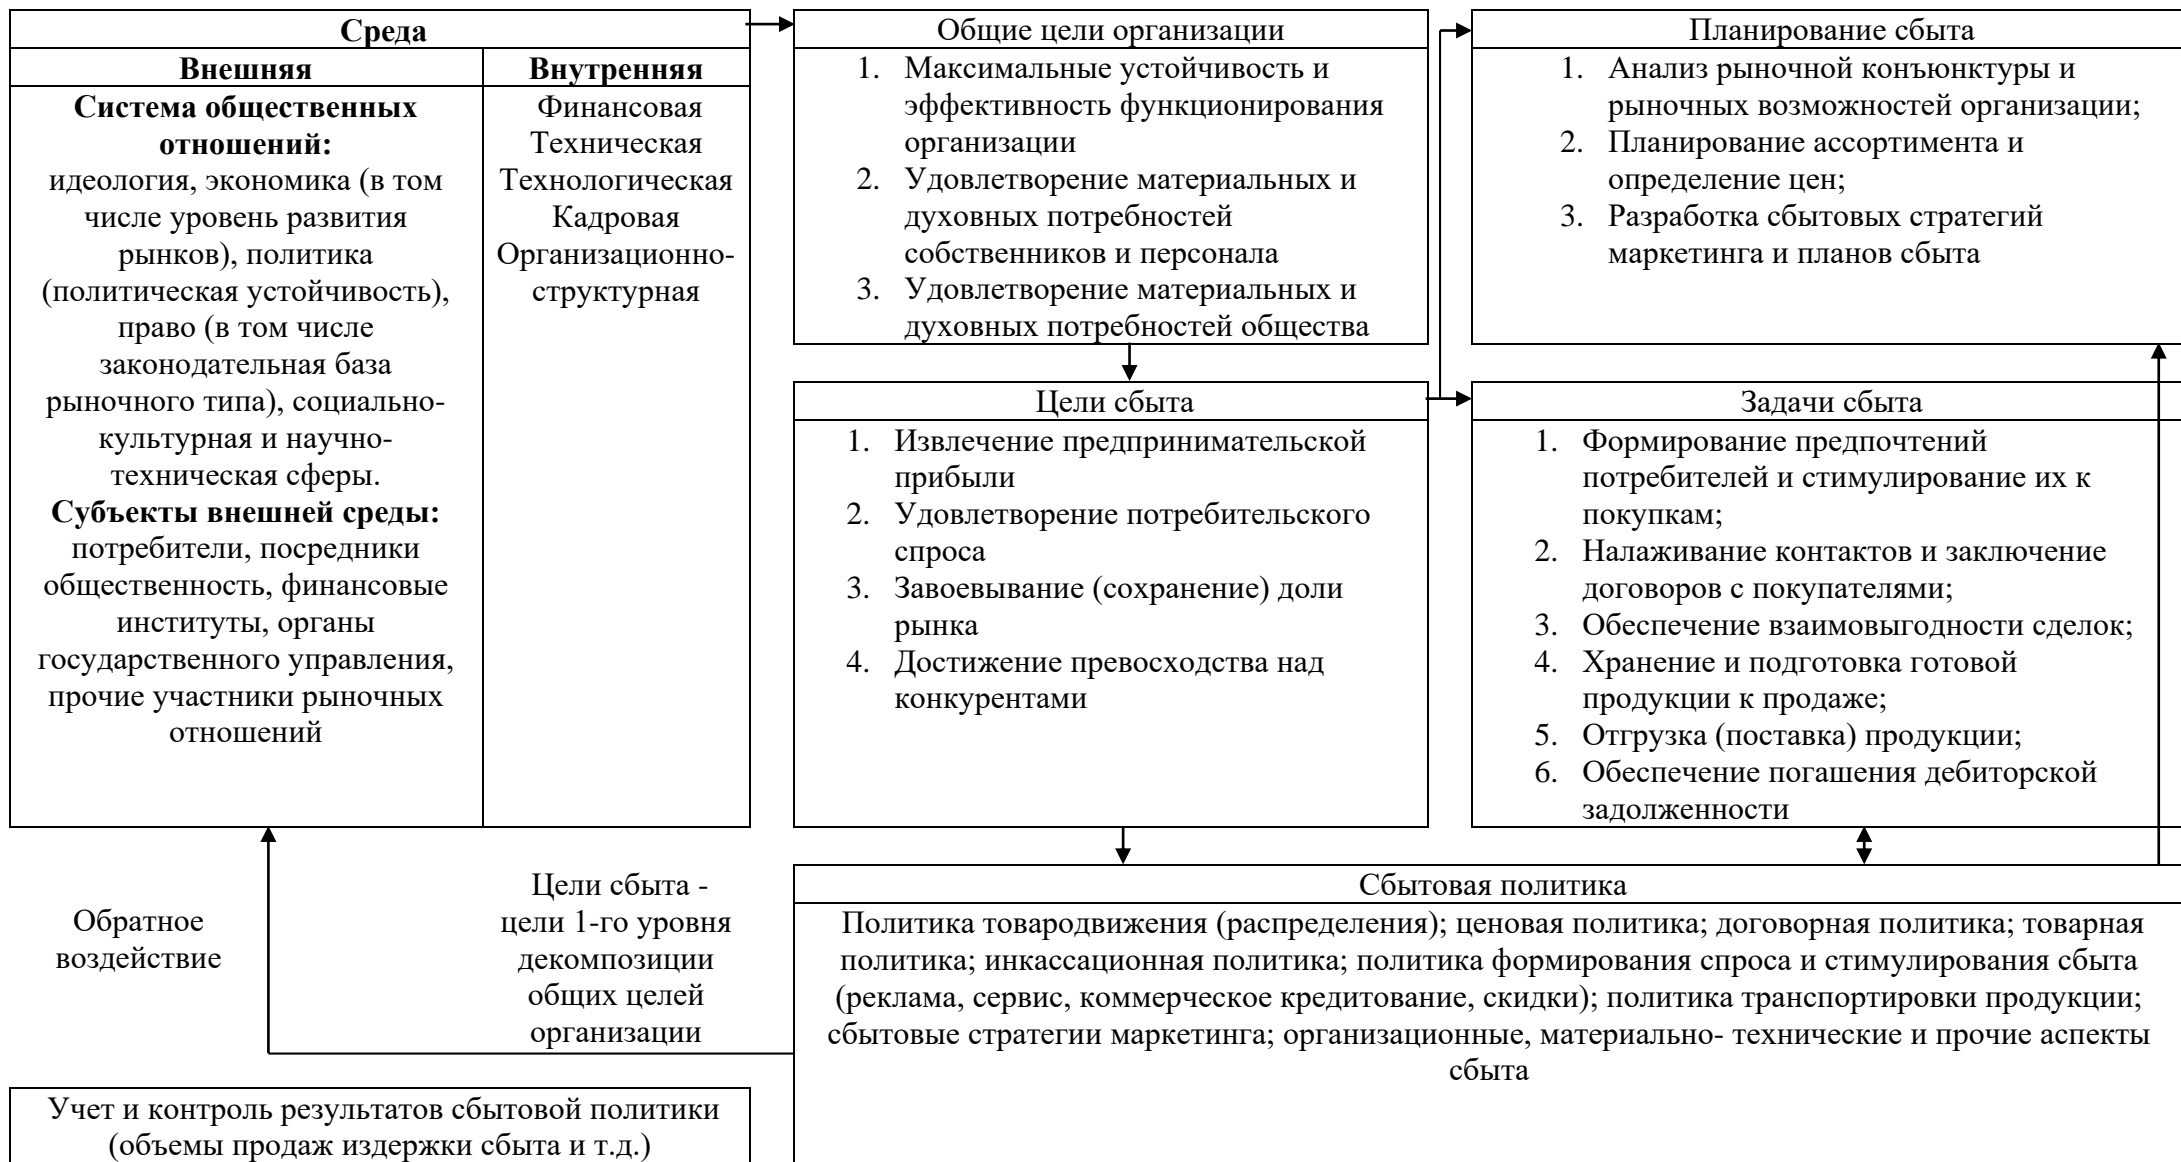 Среда
Внешняя
Внутренняя
Система общественных
отношений:
идеология, экономика (в том
числе уровень развития
рынков), политика
(политическая устойчивость),
право (в том числе
законодательная база
рыночного типа), социально-
культурная и научно-
техническая сферы.
Субъекты внешней среды:
потребители, посредники
общественность, финансовые
институты, органы
государственного управления,
прочие участники рыночных
отношений
Финансовая
Техническая
Технологическая
Кадровая
Организационно-
структурная
Общие цели организации
1. Максимальные устойчивость и
эффективность функционирования
организации
2. Удовлетворение материальных и
духовных потребностей
собственников и персонала
3. Удовлетворение материальных и
духовных потребностей общества
Планирование сбыта
1. Анализ рыночной конъюнктуры и
рыночных возможностей организации;
2. Планирование ассортимента и
определение цен;
3. Разработка сбытовых стратегий
маркетинга и планов сбыта
Цели сбыта
1. Извлечение предпринимательской
прибыли
2. Удовлетворение потребительского
спроса
3. Завоевывание (сохранение) доли
рынка
4. Достижение превосходства над
конкурентами
Задачи сбыта
1. Формирование предпочтений
потребителей и стимулирование их к
покупкам;
2. Налаживание контактов и заключение
договоров с покупателями;
3. Обеспечение взаимовыгодности сделок;
4. Хранение и подготовка готовой
продукции к продаже;
5. Отгрузка (поставка) продукции;
6. Обеспечение погашения дебиторской
задолженности
Обратное
воздействие
Цели сбыта -
цели 1-го уровня
декомпозиции
общих целей
организации
Сбытовая политика
Политика товародвижения (распределения); ценовая политика; договорная политика; товарная
политика; инкассационная политика; политика формирования спроса и стимулирования сбыта
(реклама, сервис, коммерческое кредитование, скидки); политика транспортировки продукции;
сбытовые стратегии маркетинга; организационные, материально- технические и прочие аспекты
сбыта
Учет и контроль результатов сбытовой политики
(объемы продаж издержки сбыта и т.д.)